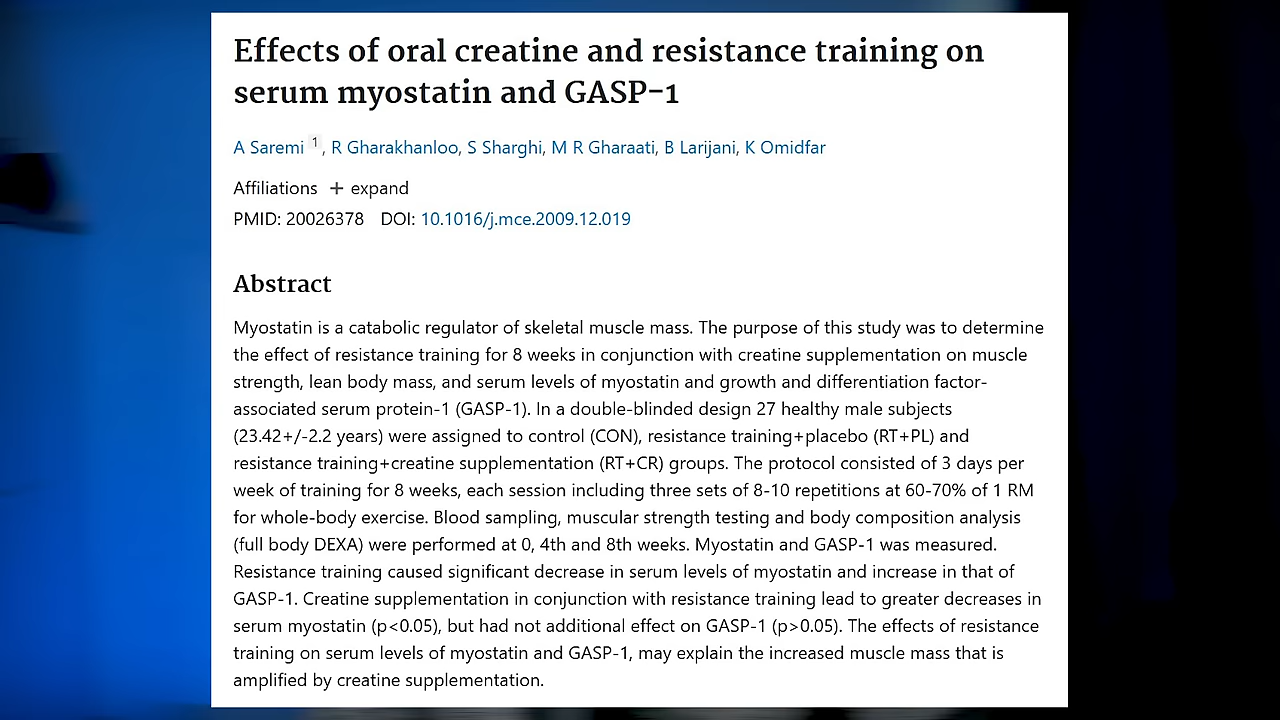 Effects of oral creatine and resistance training on
serum myostatin and GASP-1
A Saremi 1, R Gharakhanloo, S Sharghi, M R Gharaati, B Larijani, K Omidfar
Affiliations + expand
PMID: 20026378 DOI: 10.1016/j.mce.2009.12.019
Abstract
Myostatin is a catabolic regulator of skeletal muscle mass. The purpose of this study was to determine
the effect of resistance training for 8 weeks in conjunction with creatine supplementation on muscle
strength, lean body mass, and serum levels of myostatin and growth and differentiation factor-
associated serum protein-1 (GASP-1). In a double-blinded design 27 healthy male subjects
(23.42+/-2.2 years) were assigned to control (CON), resistance training+placebo (RT+PL) and
resistance training+creatine supplementation (RT+CR) groups. The protocol consisted of 3 days per
week of training for 8 weeks, each session including three sets of 8-10 repetitions at 60-70% of 1 RM
for whole-body exercise. Blood sampling, muscular strength testing and body composition analysis
(full body DEXA) were performed at 0, 4th and 8th weeks. Myostatin and GASP-1 was measured.
Resistance training caused significant decrease in serum levels of myostatin and increase in that of
GASP-1. Creatine supplementation in conjunction with resistance training lead to greater decreases in
serum myostatin (p<0.05), but had not additional effect on GASP-1 (p>0.05). The effects of resistance
training on serum levels of myostatin and GASP-1, may explain the increased muscle mass that is
amplified by creatine supplementation.